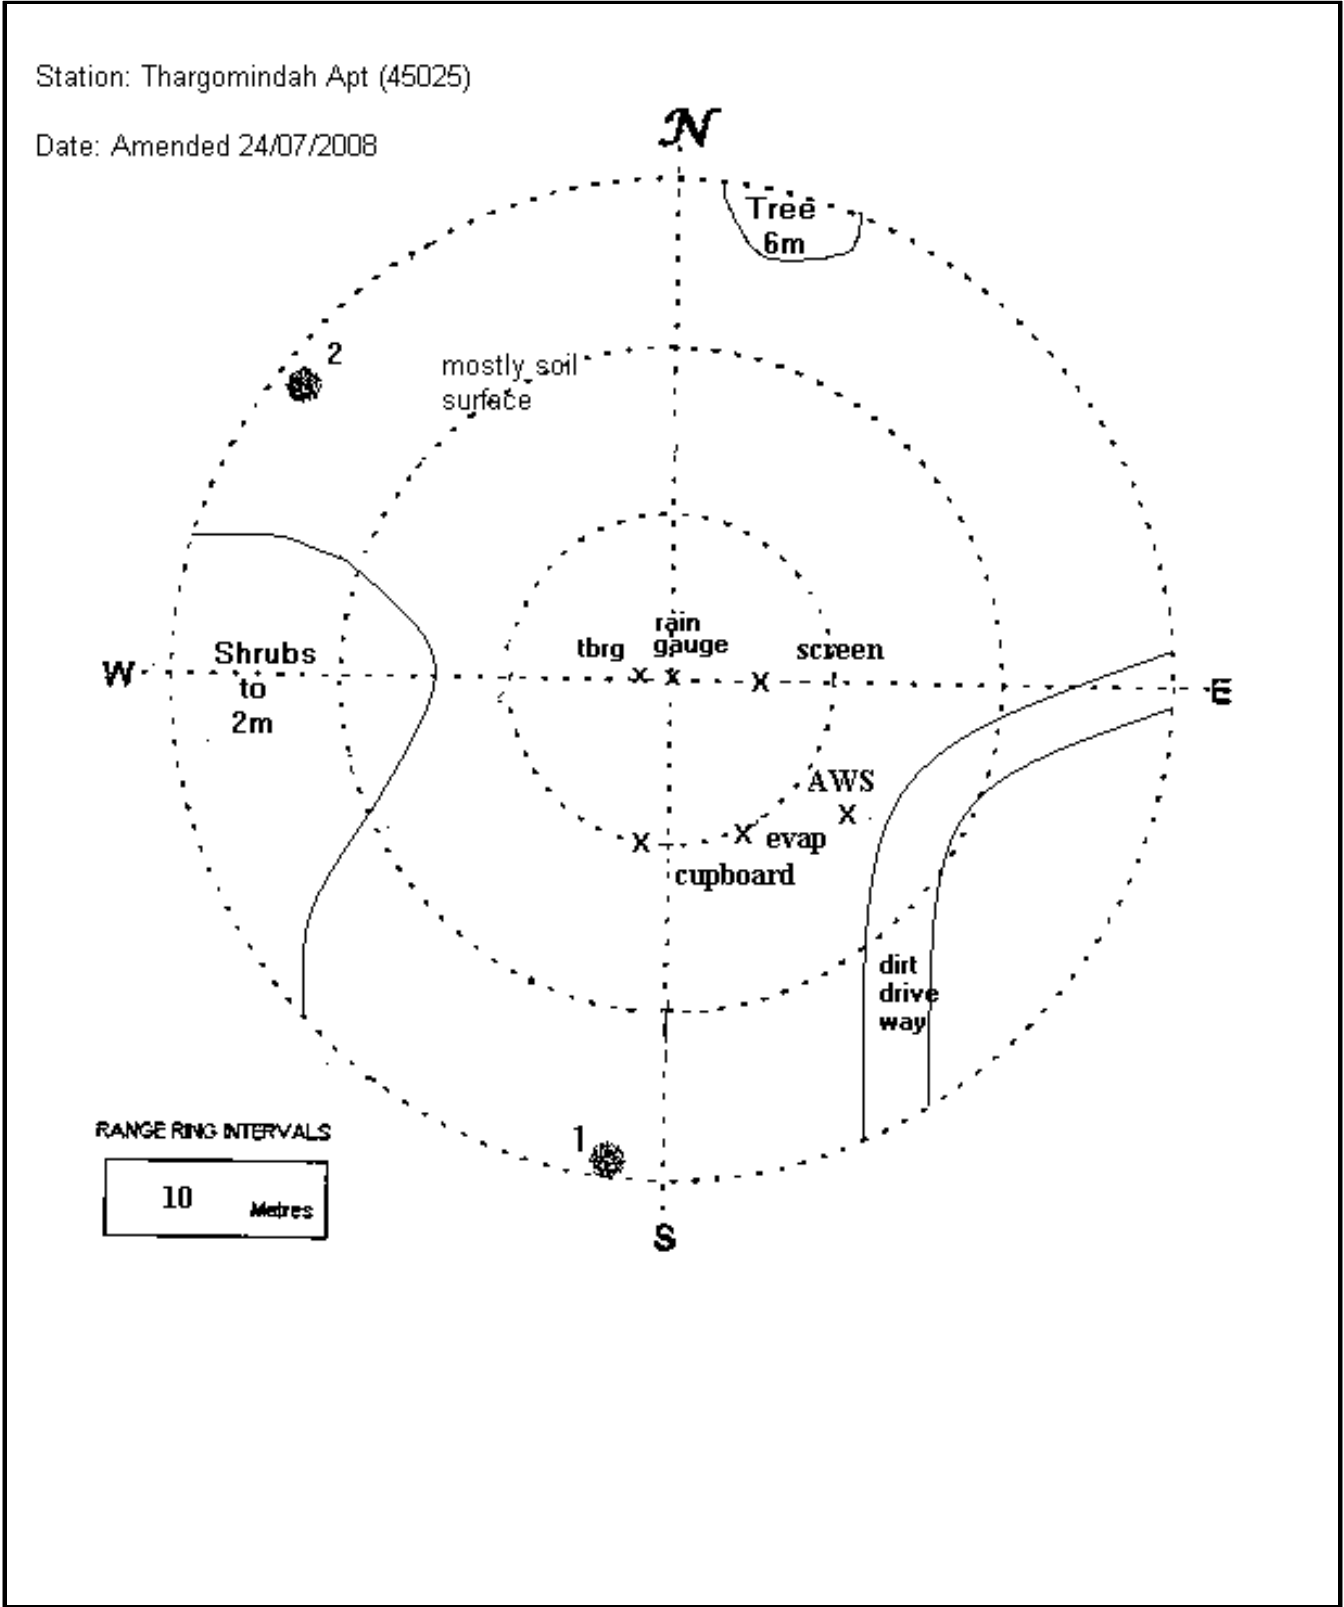 Station: Thargomindah Apt (45025)
Date: Amended 24/07/2008
N
Tree
6m
2
mostly soil
surface
rain
gauge
tbrg
screen
W
Shrubs
to
2m
E
AWS
X
X
X
X
X
X
evap
cupboard
dirt
drive
way
1
RANGE RING INTERVALS
10 Metres
S